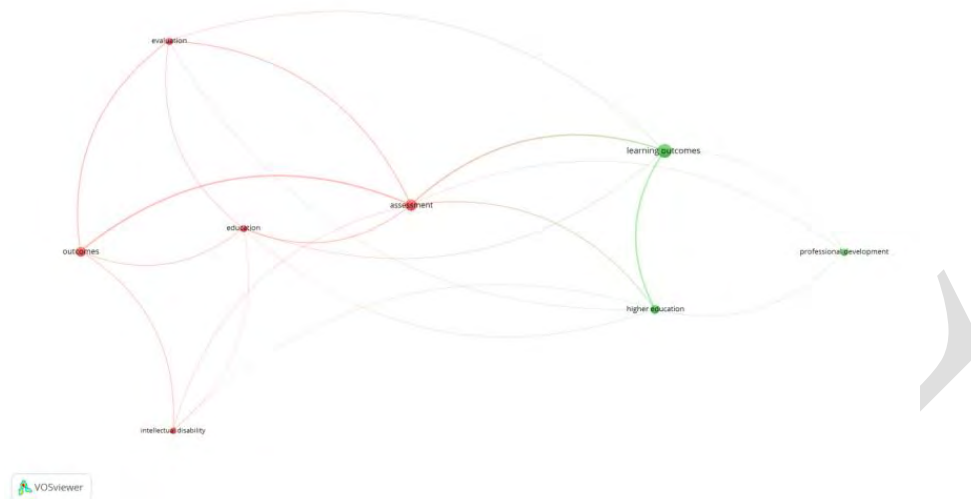 evaluation
learning outcomes
assessment
education
outcomes
professional development
higher education
intellectual disability
VOSviewer